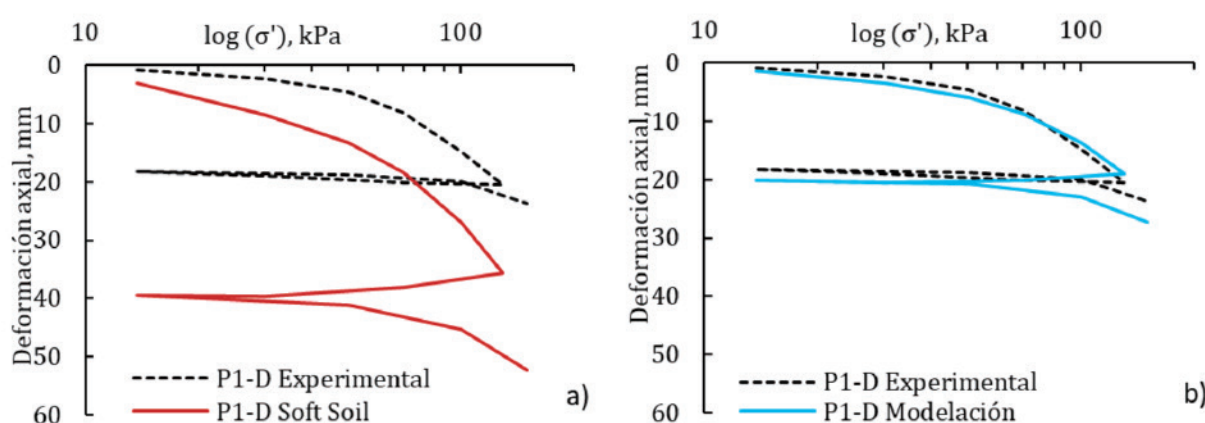 10
log (σ'), kPa
100
0
10
20
30
40
50
60
Deformación axial, mm
P1-D Experimental
P1-D Soft Soil
a)
10
log (σ'), kPa
100
0
10
20
30
40
50
60
Deformación axial, mm
P1-D Experimental
P1-D Modelación
b)